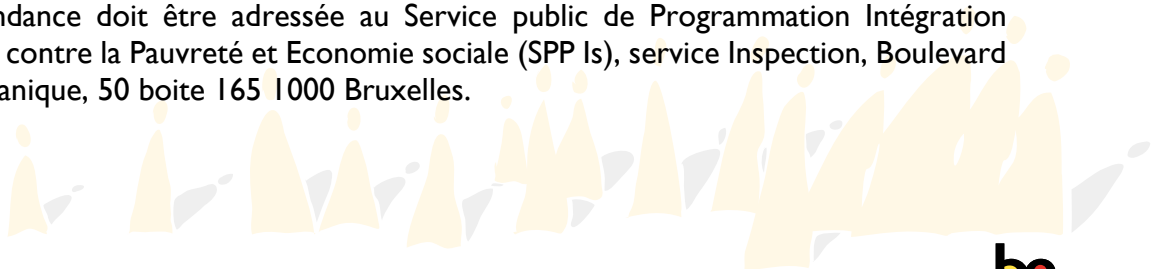 ndance doit être adressée au Service public de Programmation Intégration
contre la Pauvreté et Economie sociale (SPP Is), service Inspection, Boulevard
anique, 50 boite 165 1000 Bruxelles.
be